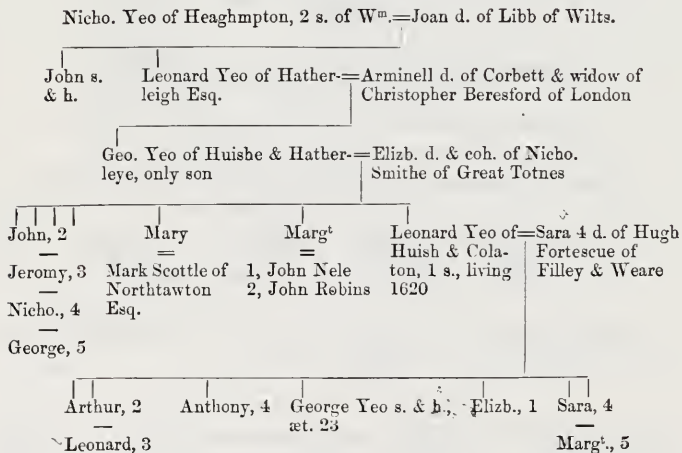 Nicho. Yeo of Heaghmpton, 2 s. of Wᵐ.=Joan d. of Libb of Wilts.
John s. & h.
Leonard Yeo of Hather-=Arminell d. of Corbett & widow of
leigh Esq. Christopher Beresford of London
Geo. Yeo of Huishe & Hather-=Elizb. d. & coh. of Nicho.
leye, only son Smithe of Great Totnes
John, 2 Mary Margᵗ Leonard Yeo of=Sara 4 d. of Hugh
= = Huish & Cola- Fortescue of
Jeromy, 3 Mark Scottle of 1, John Nele ton, 1 s., living Filley & Weare
Northtawton 2, John Robins 1620
Nicho., 4 Esq.
George, 5
Arthur, 2 Anthony, 4 George Yeo s. & h., Elizb., 1 Sara, 4
æt. 23
Leonard, 3 Margᵗ., 5